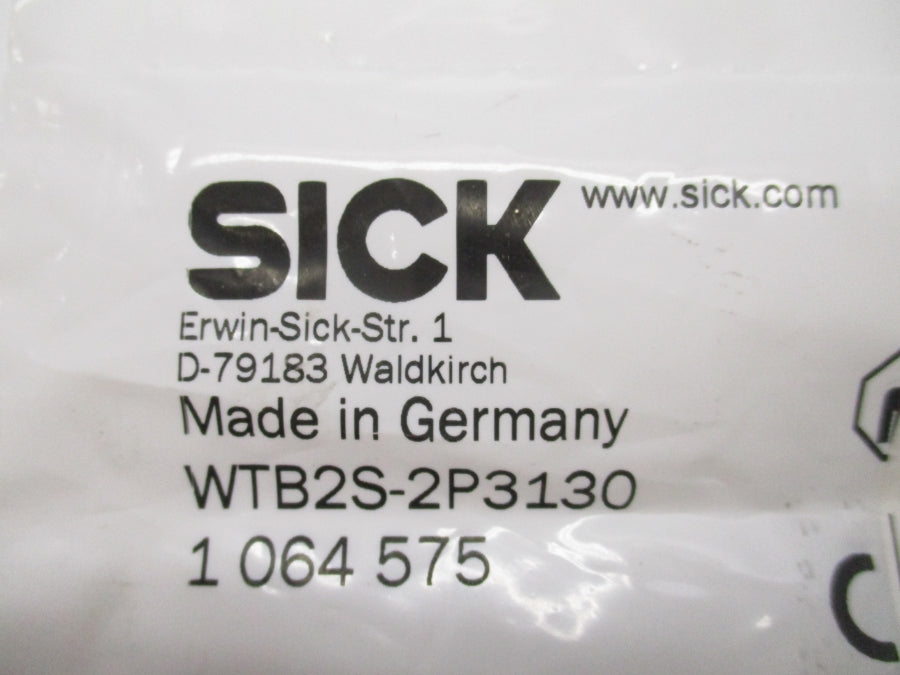 SICK
www.sick.com
Erwin-Sick-Str. 1
D-79183 Waldkirch
Made in Germany
WTB2S-2P3130
1 064 575